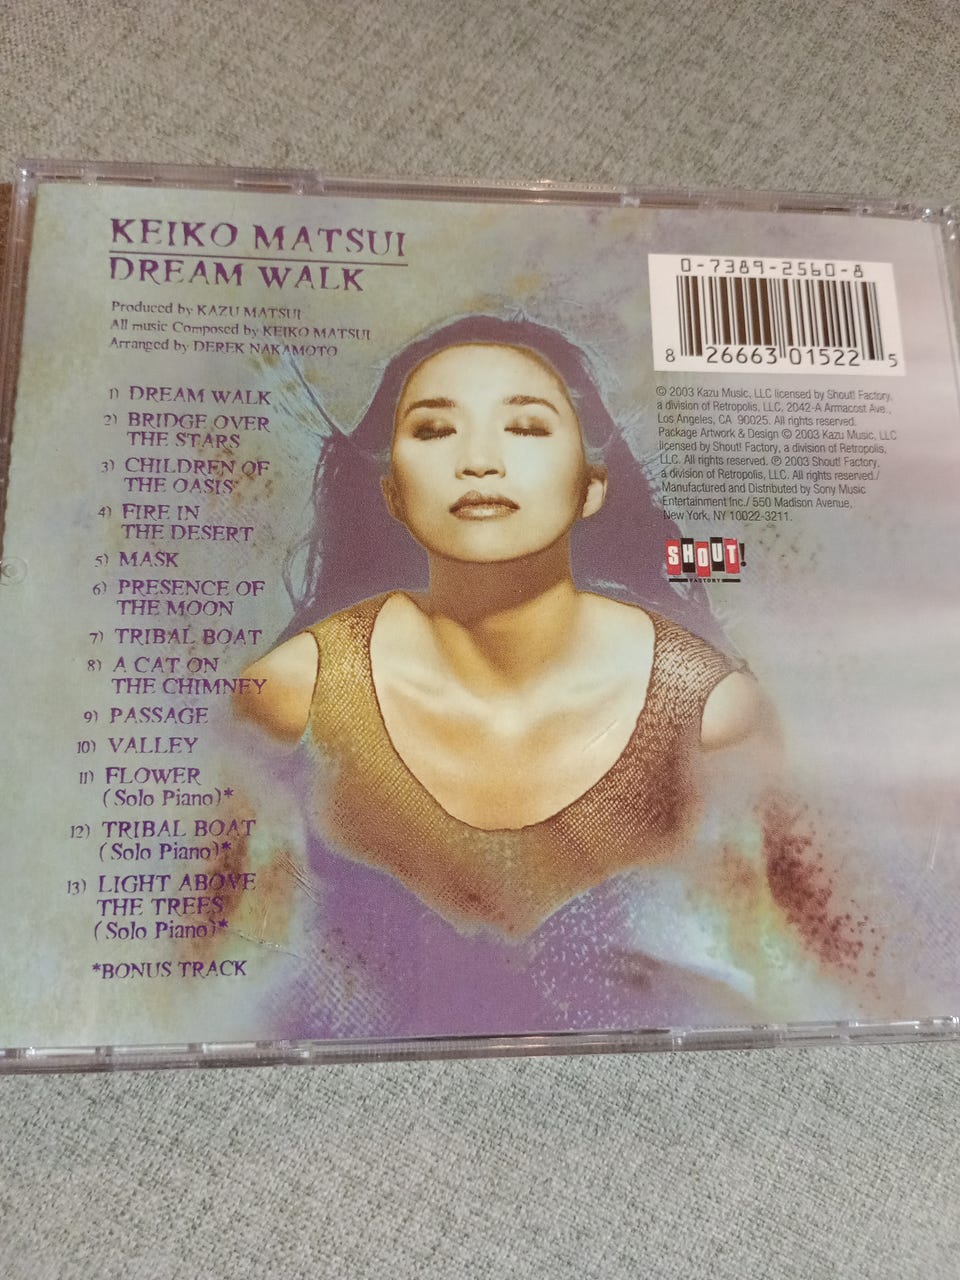 KEIKO MATSUI
DREAM WALK
Produced by KAZU MATSUI
All music Composed by KEIKO MATSUI
Arranged by DEREK NAKAMOTO
1) DREAM WALK
2) BRIDGE OVER
THE STARS
3) CHILDREN OF
THE OASIS
4) FIRE IN
THE DESERT
5) MASK
6) PRESENCE OF
THE MOON
7) TRIBAL BOAT
8) A CAT ON
THE CHIMNEY
9) PASSAGE
10) VALLEY
11) FLOWER
(Solo Piano)*
12) TRIBAL BOAT
(Solo Piano)*
13) LIGHT ABOVE
THE TREES
(Solo Piano)*
*BONUS TRACK
0-7389-2560-8
8 26663 01522 5
© 2003 Kazu Music, LLC licensed by Shout! Factory,
a division of Retropolis, LLC. 2042-A Armacost Ave.,
Los Angeles, CA 90025. All rights reserved.
Package Artwork & Design © 2003 Kazu Music, LLC
licensed by Shout! Factory, a division of Retropolis,
LLC. All rights reserved. ℗ 2003 Shout! Factory,
a division of Retropolis, LLC. All rights reserved./
Manufactured and Distributed by Sony Music
Entertainment Inc./ 550 Madison Avenue,
New York, NY 10022-3211.
SHOUT!
FACTORY